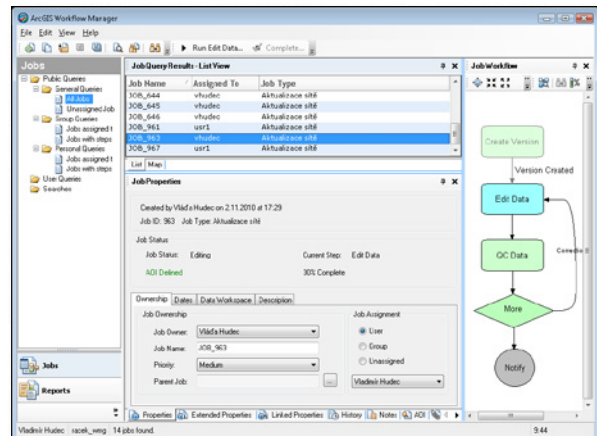 ArcGIS Workflow Manager
File Edit View Help
Run Edit Data... Complete...
Jobs
Public Queries
General Queries
All Jobs
Unassigned Job
Group Queries
Jobs assigned t
Jobs with steps
Personal Queries
Jobs assigned t
Jobs with steps
User Queries
Searches
Jobs
Reports
Job Query Results - List View
Job Name Assigned To Job Type
JOB_644 vhudec Aktualizace sítě
JOB_645 vhudec Aktualizace sítě
JOB_646 vhudec Aktualizace sítě
JOB_961 usr1 Aktualizace sítě
JOB_963 vhudec Aktualizace sítě
JOB_967 usr1 Aktualizace sítě
List Map
Job Properties
Created by Vláďa Hudec on 2.11.2010 at 17:29
Job ID: 963 Job Type: Aktualizace sítě
Job Status
Job Status: Editing Current Step: Edit Data
AOI Defined 30% Complete
Ownership Dates Data Workspace Description
Job Ownership
Job Owner: Vláďa Hudec
Job Name: JOB_963
Priority: Medium
Parent Job: ...
Job Assignment
User
Group
Unassigned
Vladimír Hudec
Properties Extended Properties Linked Properties History Notes AOI
Job Workflow
Create Version
Version Created
Edit Data
QC Data
More
Notify
Vladimír Hudec 14 jobs found. 9:44